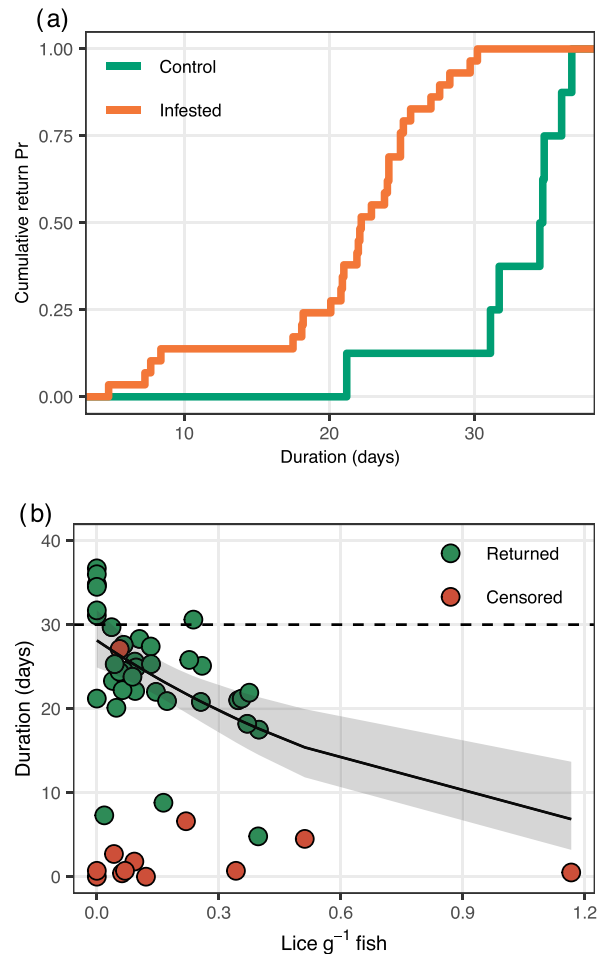 (a)
1.00
0.75
0.50
0.25
0.00
Cumulative return Pr
Control
Infested
10
20
30
Duration (days)
(b)
40
30
20
10
0
Duration (days)
Returned
Censored
0.0
0.3
0.6
0.9
1.2
Lice g⁻¹ fish